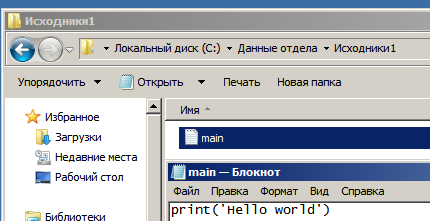 Исходники1
Локальный диск (C:) Данные отдела Исходники1
Упорядочить Открыть Печать Новая папка
Избранное
Загрузки
Недавние места
Рабочий стол
Библиотеки
Имя
main
main — Блокнот
Файл Правка Формат Вид Справка
print('Hello world')